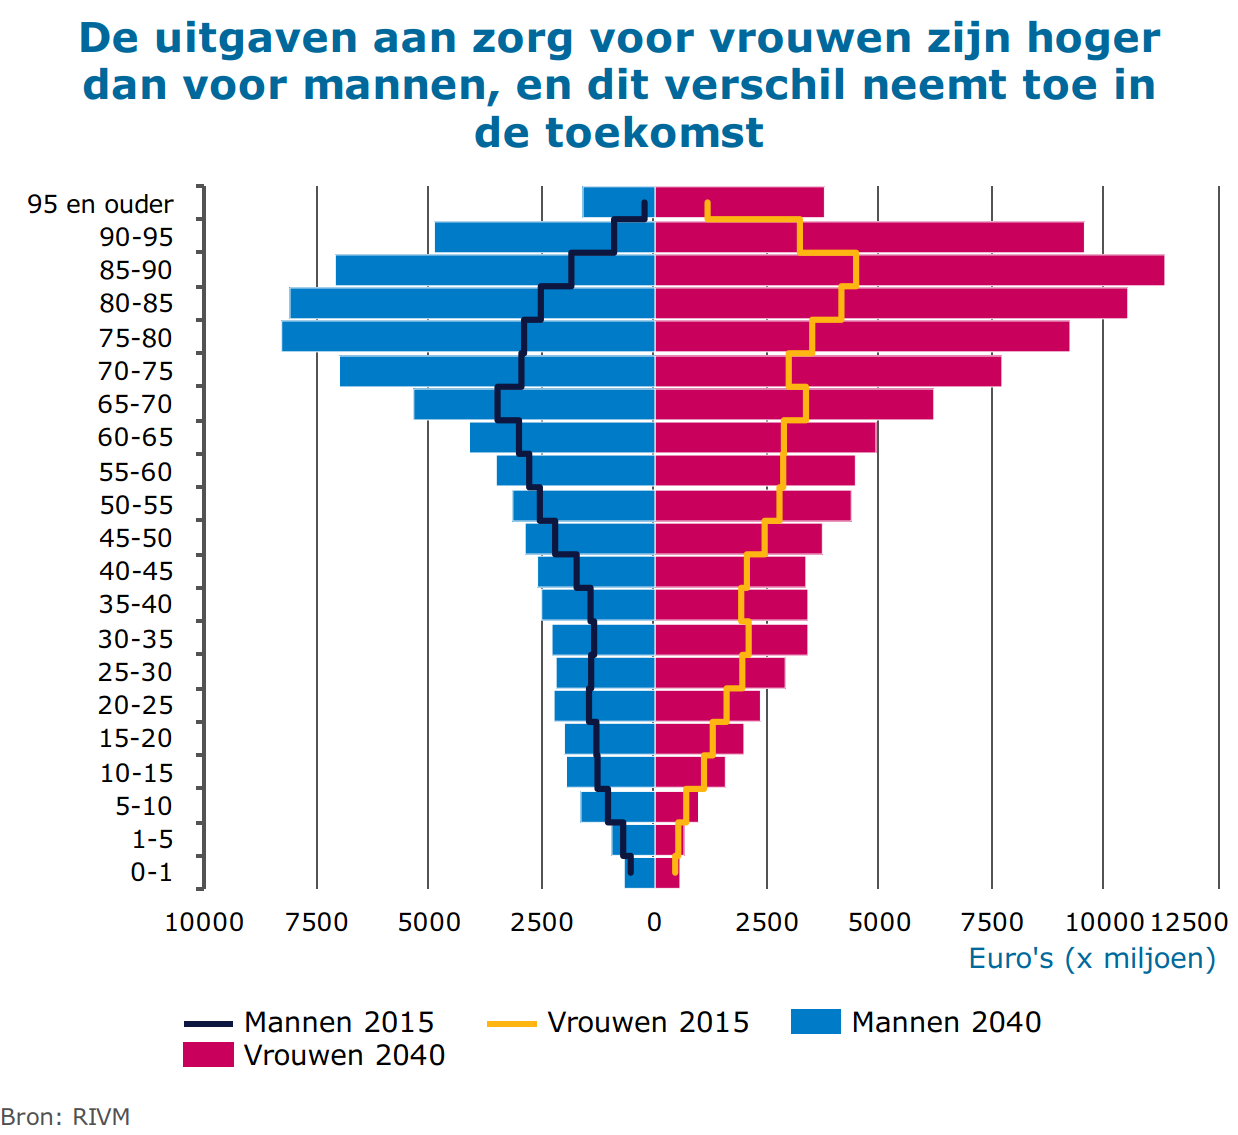 De uitgaven aan zorg voor vrouwen zijn hoger
dan voor mannen, en dit verschil neemt toe in
de toekomst
95 en ouder
90-95
85-90
80-85
75-80
70-75
65-70
60-65
55-60
50-55
45-50
40-45
35-40
30-35
25-30
20-25
15-20
10-15
5-10
1-5
0-1
10000 7500 5000 2500 0 2500 5000 7500 10000 12500
Euro's (x miljoen)
Mannen 2015 Vrouwen 2015 Mannen 2040
Vrouwen 2040
Bron: RIVM